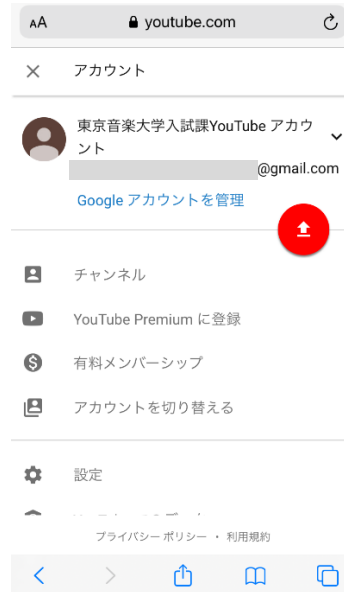 AA youtube.com
アカウント
東京音楽大学入試課YouTube アカウ
ント
@gmail.com
Google アカウントを管理
チャンネル
YouTube Premium に登録
有料メンバーシップ
アカウントを切り替える
設定
プライバシー ポリシー ・ 利用規約